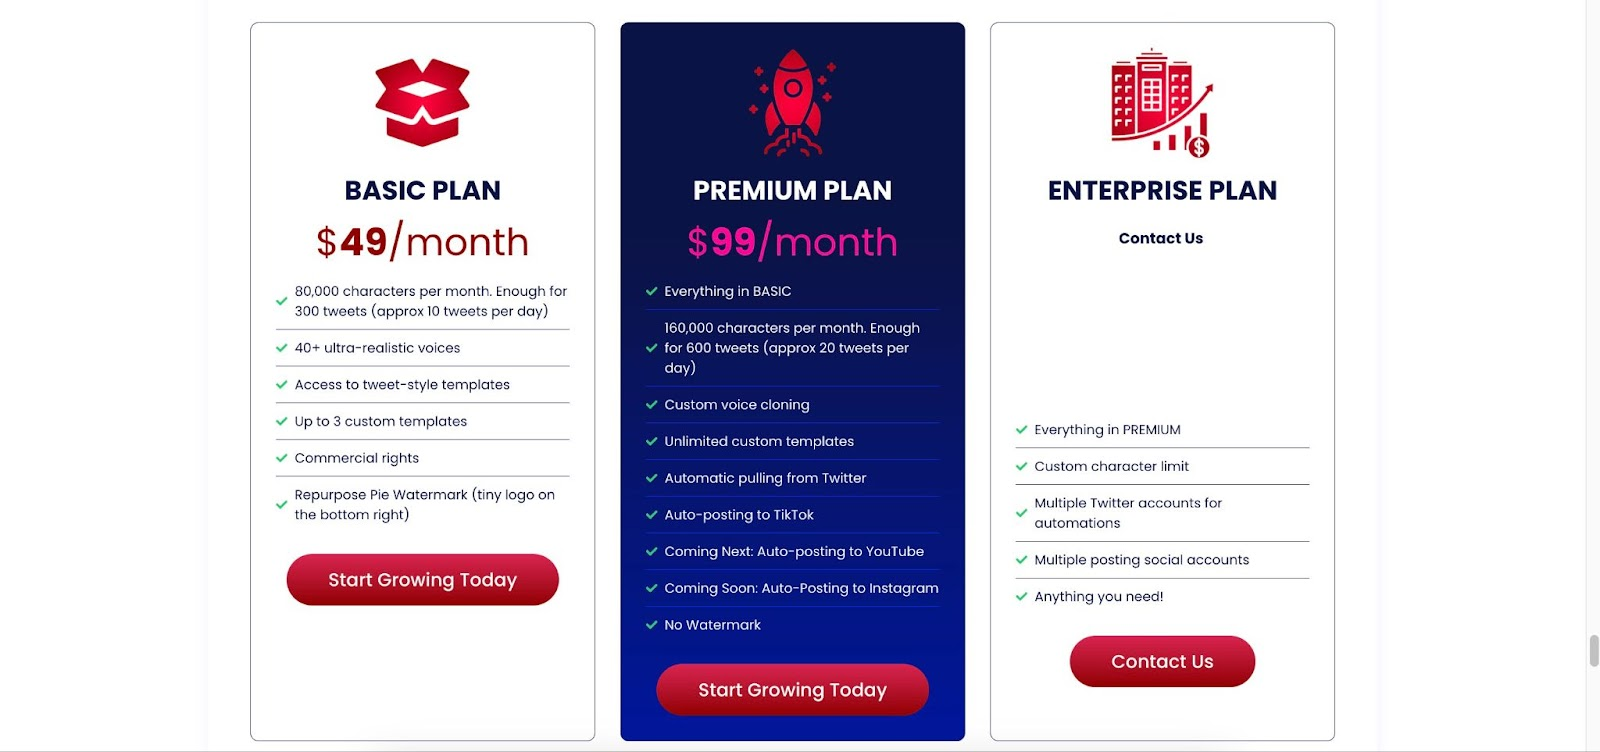 BASIC PLAN
$49/month
80,000 characters per month. Enough for
300 tweets (approx 10 tweets per day)
40+ ultra-realistic voices
Access to tweet-style templates
Up to 3 custom templates
Commercial rights
Repurpose Pie Watermark (tiny logo on
the bottom right)
Start Growing Today
PREMIUM PLAN
$99/month
Everything in BASIC
160,000 characters per month. Enough
for 600 tweets (approx 20 tweets per
day)
Custom voice cloning
Unlimited custom templates
Automatic pulling from Twitter
Auto-posting to TikTok
Coming Next: Auto-posting to YouTube
Coming Soon: Auto-Posting to Instagram
No Watermark
Start Growing Today
$
ENTERPRISE PLAN
Contact Us
Everything in PREMIUM
Custom character limit
Multiple Twitter accounts for
automations
Multiple posting social accounts
Anything you need!
Contact Us